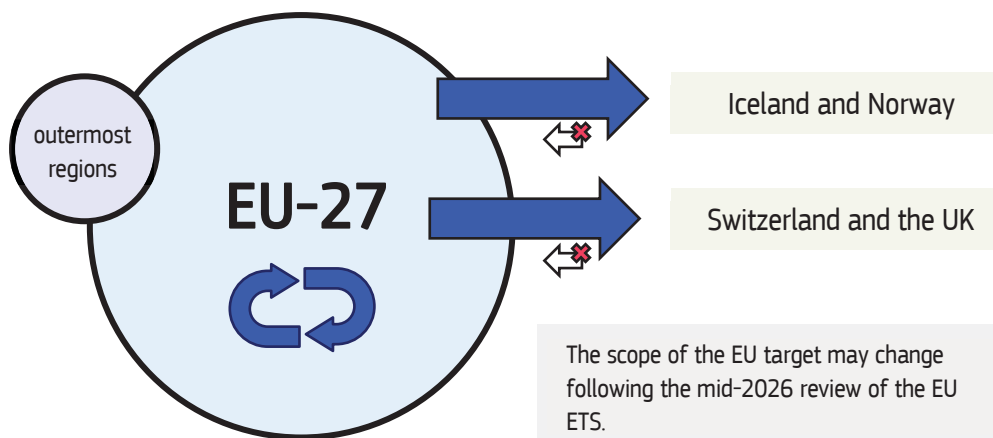 outermost
regions
EU-27
Iceland and Norway
Switzerland and the UK
The scope of the EU target may change
following the mid-2026 review of the EU
ETS.